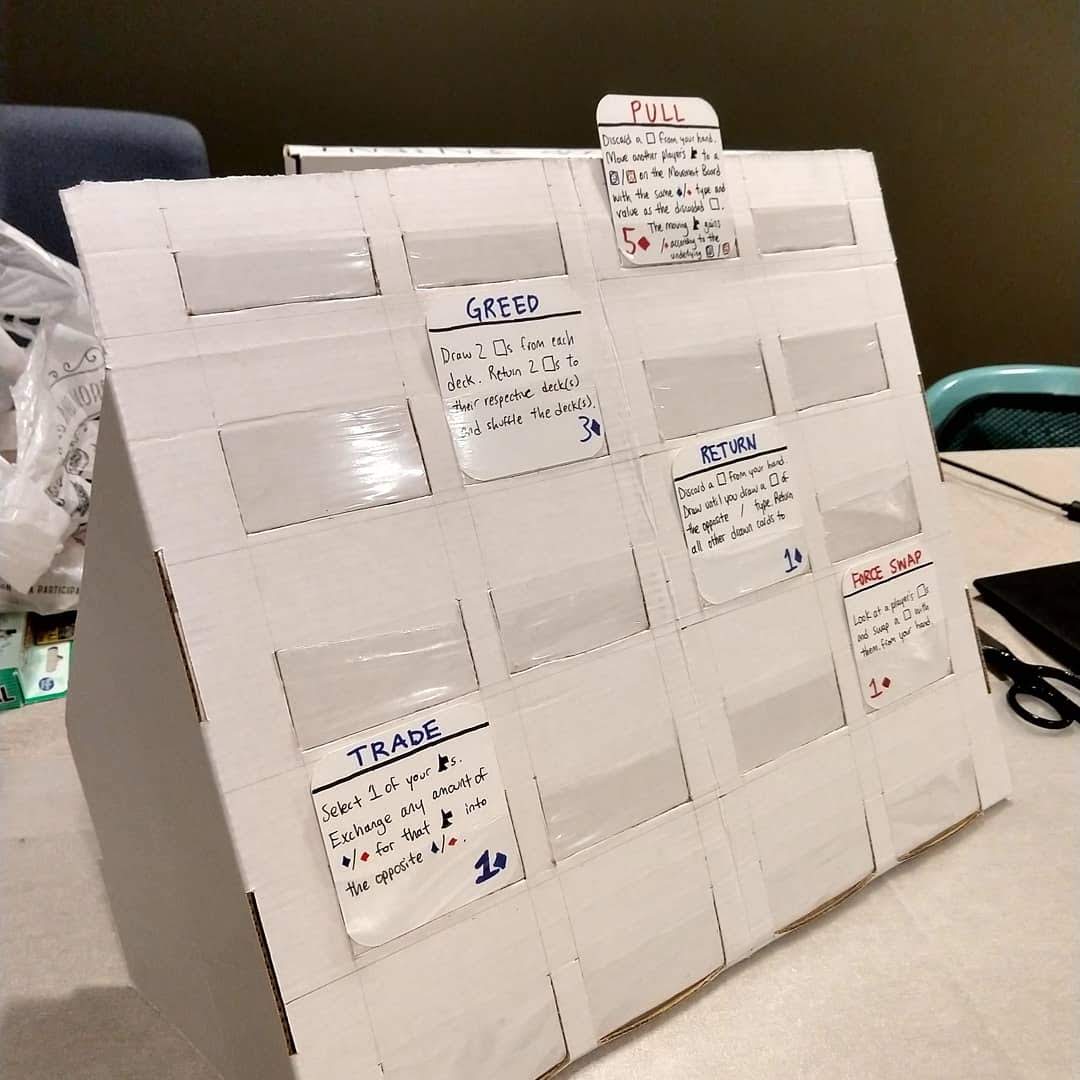 PULL
Discard a □ from your hand.
Move another player's to a
/ on the Movement Board
with the same ♦/♦ type and
value as the discarded □.
The moving gains
/♦ according to the
underlying /
5♦
GREED
Draw 2 □s from each
deck. Return 2 □s to
their respective deck(s)
and shuffle the deck(s).
3♦
RETURN
Discard a □ from your hand.
Draw until you draw a □ of
the opposite / type. Return
all other drawn cards to
1♦
FORCE SWAP
Look at a player's □s
and swap a □ with
them from your hand
1♦
TRADE
Select 1 of your s.
Exchange any amount of
♦/♦ for that into
the opposite ♦/♦.
1♦
A PARTICIPA